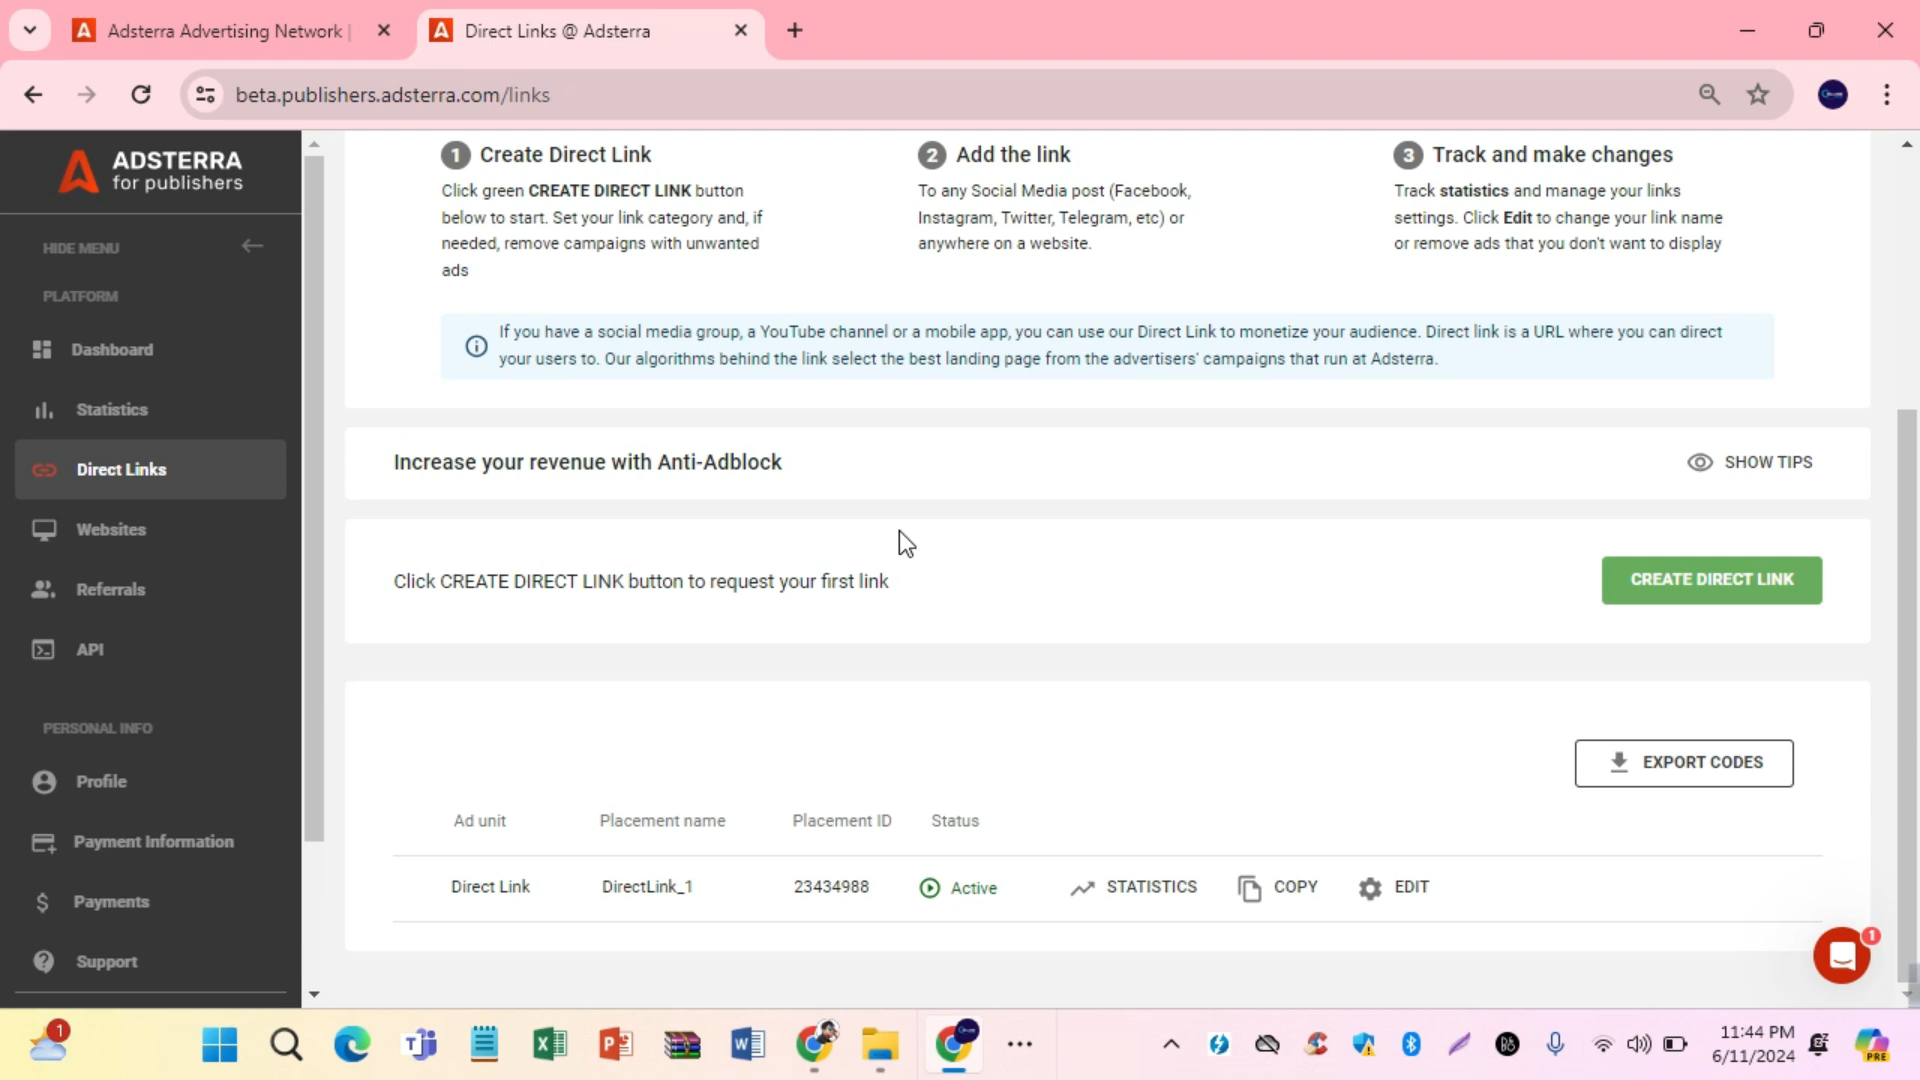 Adsterra Advertising Network |
Direct Links @ Adsterra
beta.publishers.adsterra.com/links
ADSTERRA
for publishers
HIDE MENU
PLATFORM
Dashboard
Statistics
Direct Links
Websites
Referrals
API
PERSONAL INFO
Profile
Payment Information
Payments
Support
1 Create Direct Link
Click green CREATE DIRECT LINK button
below to start. Set your link category and, if
needed, remove campaigns with unwanted
ads
2 Add the link
To any Social Media post (Facebook,
Instagram, Twitter, Telegram, etc) or
anywhere on a website.
3 Track and make changes
Track statistics and manage your links
settings. Click Edit to change your link name
or remove ads that you don't want to display
If you have a social media group, a YouTube channel or a mobile app, you can use our Direct Link to monetize your audience. Direct link is a URL where you can direct
your users to. Our algorithms behind the link select the best landing page from the advertisers' campaigns that run at Adsterra.
Increase your revenue with Anti-Adblock
SHOW TIPS
Click CREATE DIRECT LINK button to request your first link
CREATE DIRECT LINK
EXPORT CODES
Ad unit Placement name Placement ID Status
Direct Link DirectLink_1 23434988 Active STATISTICS COPY EDIT
1
1
11:44 PM
6/11/2024
PRE